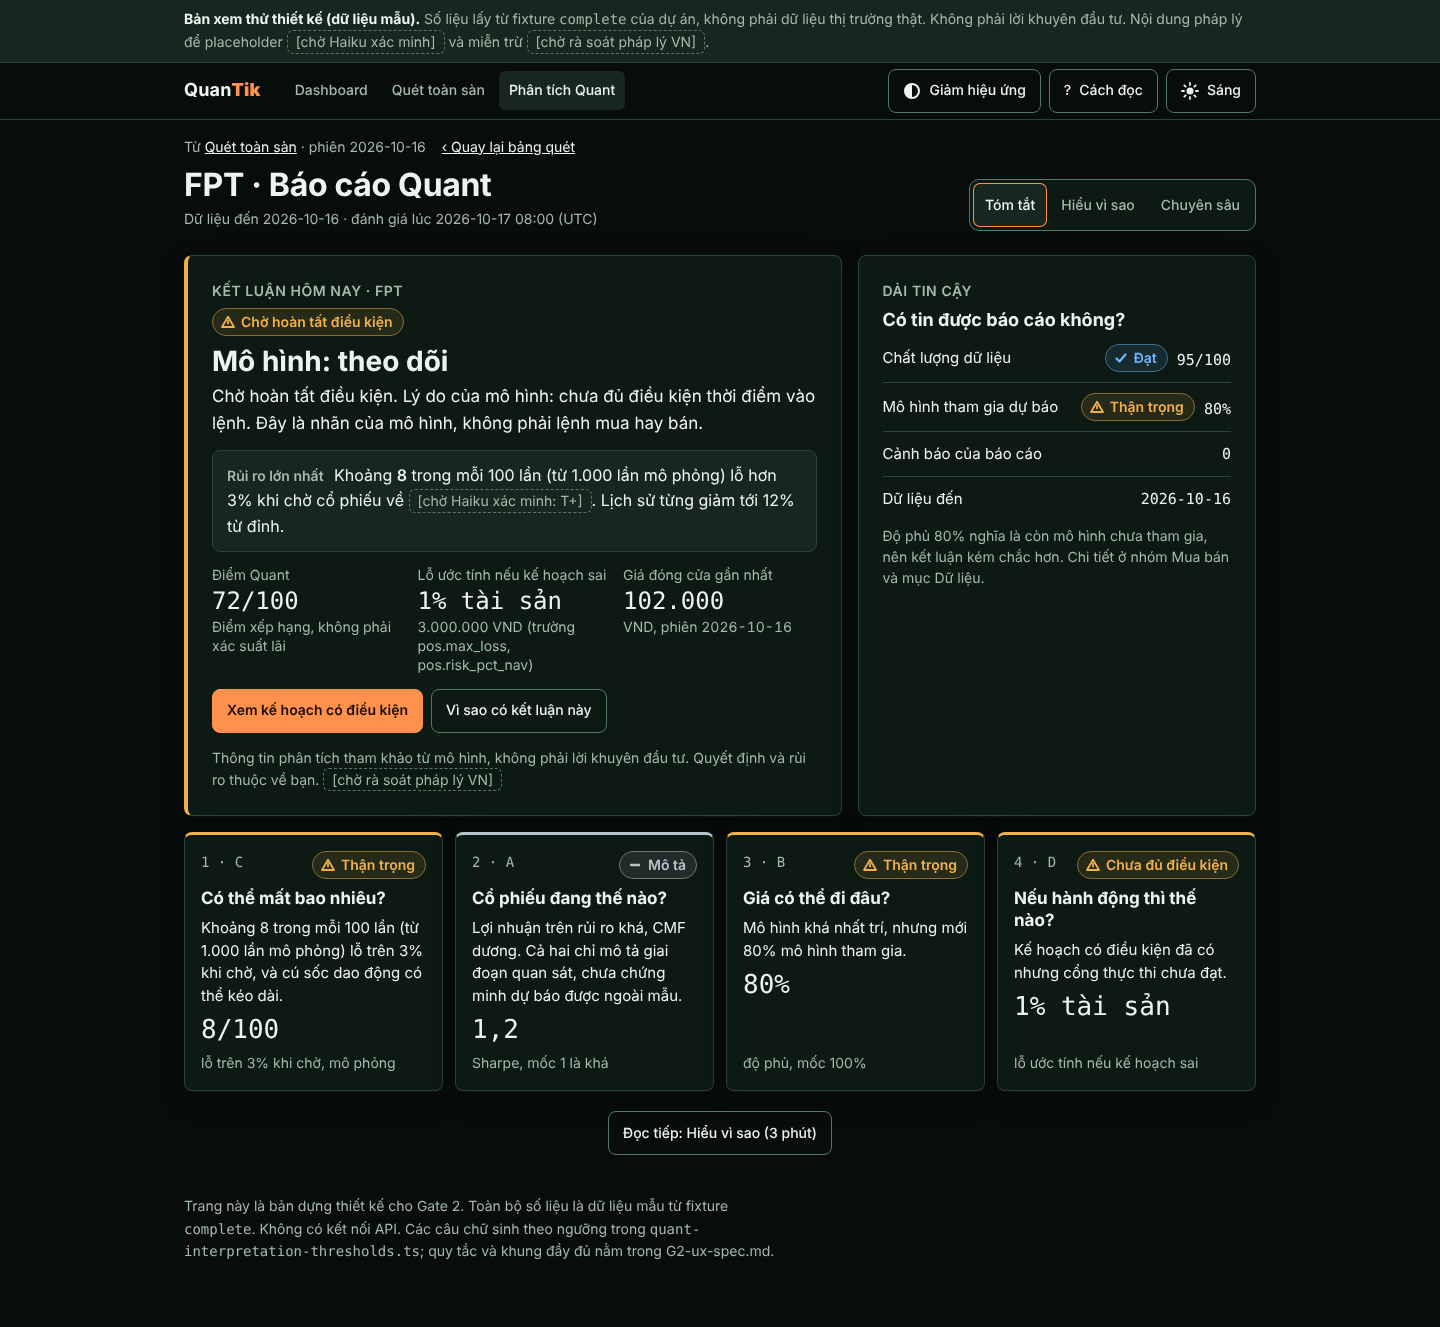 Bản xem thử thiết kế (dữ liệu mẫu). Số liệu lấy từ fixture complete của dự án, không phải dữ liệu thị trường thật. Không phải lời khuyên đầu tư. Nội dung pháp lý
để placeholder [chờ Haiku xác minh] và miễn trừ [chờ rà soát pháp lý VN].
QuanTik Dashboard Quét toàn sàn Phân tích Quant Giảm hiệu ứng ? Cách đọc Sáng
Từ Quét toàn sàn · phiên 2026-10-16 ‹ Quay lại bảng quét
FPT · Báo cáo Quant
Dữ liệu đến 2026-10-16 · đánh giá lúc 2026-10-17 08:00 (UTC)
Tóm tắt Hiểu vì sao Chuyên sâu
KẾT LUẬN HÔM NAY · FPT
Chờ hoàn tất điều kiện
Mô hình: theo dõi
Chờ hoàn tất điều kiện. Lý do của mô hình: chưa đủ điều kiện thời điểm vào
lệnh. Đây là nhãn của mô hình, không phải lệnh mua hay bán.
Rủi ro lớn nhất Khoảng 8 trong mỗi 100 lần (từ 1.000 lần mô phỏng) lỗ hơn
3% khi chờ cổ phiếu về [chờ Haiku xác minh: T+]. Lịch sử từng giảm tới 12%
từ đỉnh.
Điểm Quant
72/100
Điểm xếp hạng, không phải
xác suất lãi
Lỗ ước tính nếu kế hoạch sai
1% tài sản
3.000.000 VND (trường
pos.max_loss,
pos.risk_pct_nav)
Giá đóng cửa gần nhất
102.000
VND, phiên 2026-10-16
Xem kế hoạch có điều kiện Vì sao có kết luận này
Thông tin phân tích tham khảo từ mô hình, không phải lời khuyên đầu tư. Quyết định và rủi
ro thuộc về bạn. [chờ rà soát pháp lý VN]
DẢI TIN CẬY
Có tin được báo cáo không?
Chất lượng dữ liệu Đạt 95/100
Mô hình tham gia dự báo Thận trọng 80%
Cảnh báo của báo cáo 0
Dữ liệu đến 2026-10-16
Độ phủ 80% nghĩa là còn mô hình chưa tham gia,
nên kết luận kém chắc hơn. Chi tiết ở nhóm Mua bán
và mục Dữ liệu.
1 · C Thận trọng
Có thể mất bao nhiêu?
Khoảng 8 trong mỗi 100 lần (từ
1.000 lần mô phỏng) lỗ trên 3%
khi chờ, và cú sốc dao động có
thể kéo dài.
8/100
lỗ trên 3% khi chờ, mô phỏng
2 · A Mô tả
Cổ phiếu đang thế nào?
Lợi nhuận trên rủi ro khá, CMF
dương. Cả hai chỉ mô tả giai
đoạn quan sát, chưa chứng
minh dự báo được ngoài mẫu.
1,2
Sharpe, mốc 1 là khá
3 · B Thận trọng
Giá có thể đi đâu?
Mô hình khá nhất trí, nhưng mới
80% mô hình tham gia.
80%
độ phủ, mốc 100%
4 · D Chưa đủ điều kiện
Nếu hành động thì thế
nào?
Kế hoạch có điều kiện đã có
nhưng cổng thực thi chưa đạt.
1% tài sản
lỗ ước tính nếu kế hoạch sai
Đọc tiếp: Hiểu vì sao (3 phút)
Trang này là bản dựng thiết kế cho Gate 2. Toàn bộ số liệu là dữ liệu mẫu từ fixture
complete. Không có kết nối API. Các câu chữ sinh theo ngưỡng trong quant-
interpretation-thresholds.ts; quy tắc và khung đầy đủ nằm trong G2-ux-spec.md.